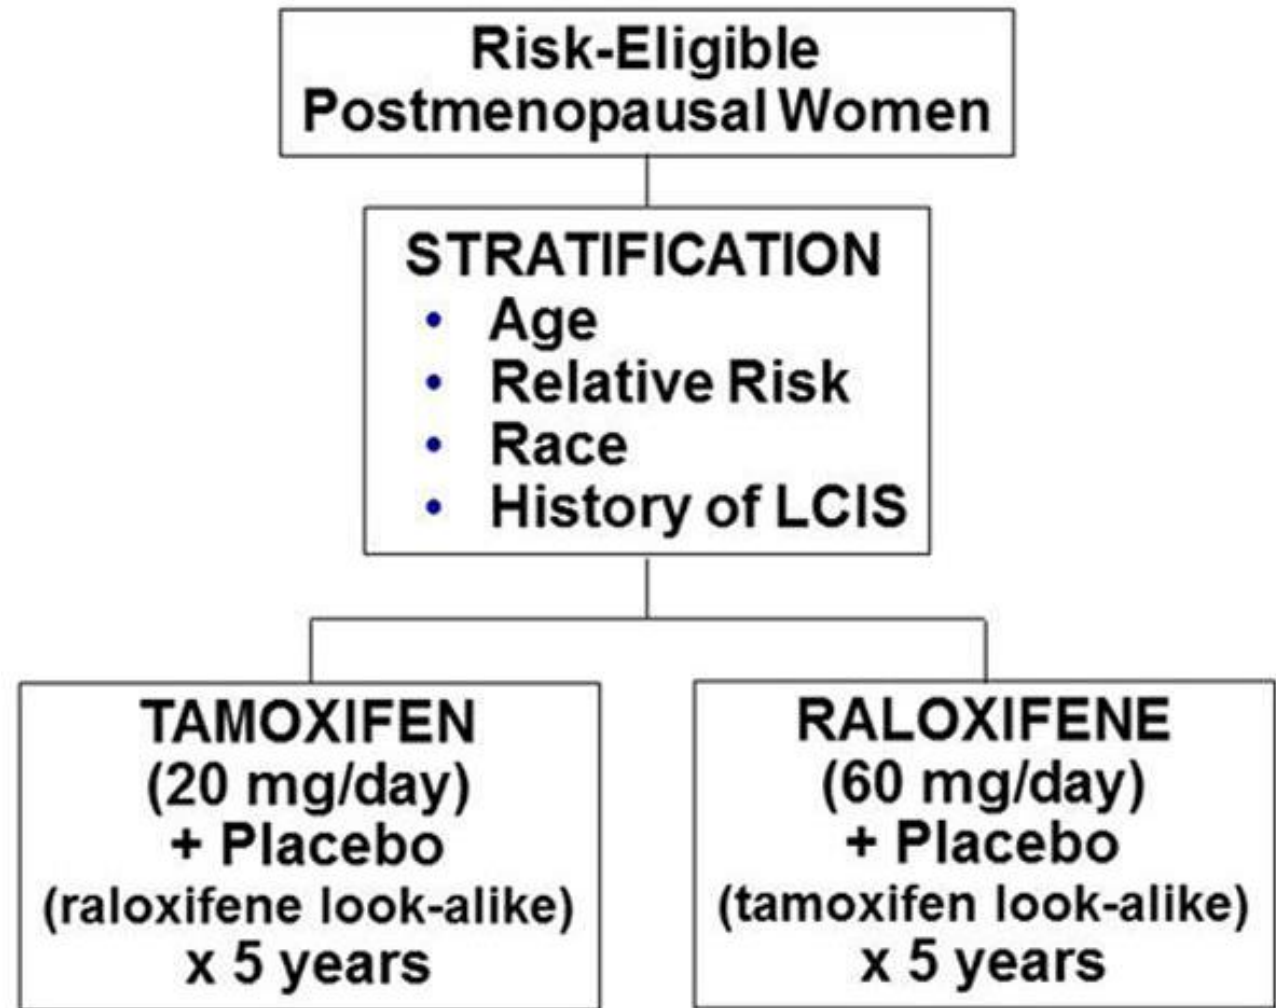 Risk-Eligible
Postmenopausal Women
STRATIFICATION
• Age
• Relative Risk
• Race
• History of LCIS
TAMOXIFEN
(20 mg/day)
+ Placebo
(raloxifene look-alike)
x 5 years
RALOXIFENE
(60 mg/day)
+ Placebo
(tamoxifen look-alike)
x 5 years